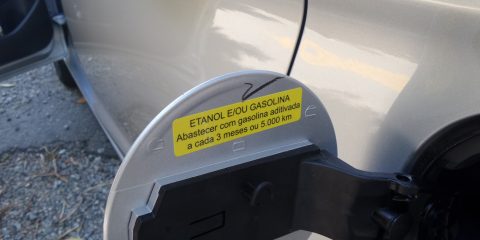 ETANOL E/OU GASOLINA
Abastecer com gasolina aditivada
a cada 3 meses ou 5.000 km